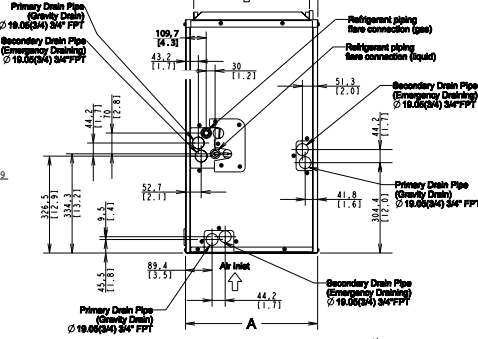 Primary Drain Pipe
(Gravity Drain)
Ø 19.05(3/4) 3/4" FPT
Secondary Drain Pipe
(Emergency Draining)
Ø 19.05(3/4) 3/4"FPT
109,7
[4.3]
43,2
[1.7]
30
[1.2]
Refrigerant piping
flare connection (gas)
Refrigerant piping
flare connection (liquid)
51,3
[2.0]
Secondary Drain Pipe
(Emergency Draining)
Ø 19.05(3/4) 3/4"FPT
44,2
[1.7]
70
[2.8]
44,2
[1.7]
9
326,5
[12.9]
334,3
[13.2]
52,7
[2.1]
41,8
[1.6]
Primary Drain Pipe
(Gravity Drain)
Ø 19.05(3/4) 3/4" FPT
304,4
[12.0]
9,5
[.4]
45,5
[1.8]
89,4
[3.5]
Air Inlet
44,2
[1.7]
Secondary Drain Pipe
(Emergency Draining)
Ø 19.05(3/4) 3/4"FPT
Primary Drain Pipe
(Gravity Drain)
Ø 19.05(3/4) 3/4" FPT
A